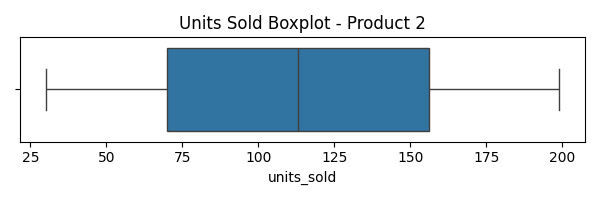 Units Sold Boxplot - Product 2
25 50 75 100 125 150 175 200
units_sold